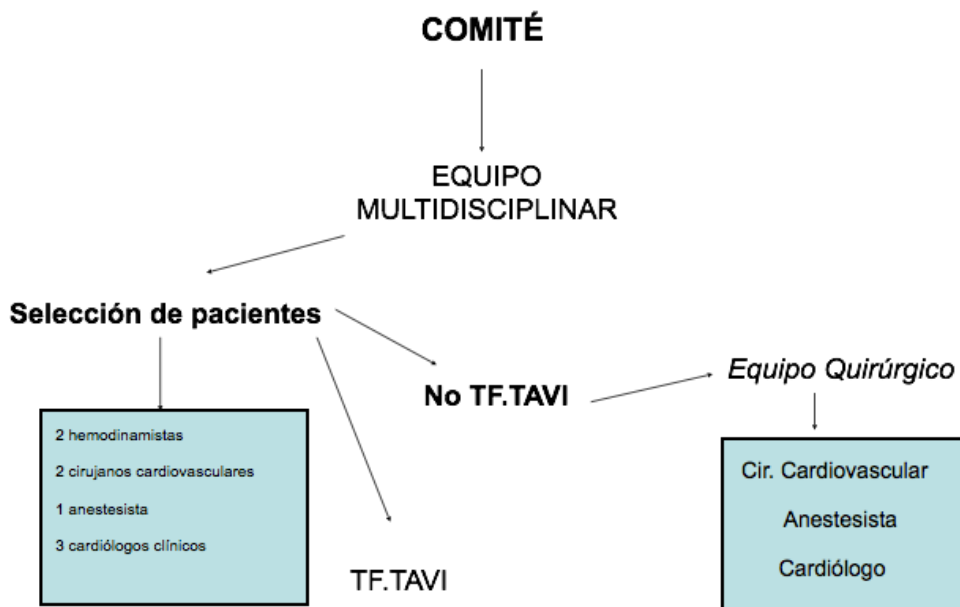 COMITÉ
EQUIPO
MULTIDISCIPLINAR
Selección de pacientes
No TF.TAVI
Equipo Quirúrgico
2 hemodinamistas
2 cirujanos cardiovasculares
1 anestesista
3 cardiólogos clínicos
TF.TAVI
Cir. Cardiovascular
Anestesista
Cardiólogo